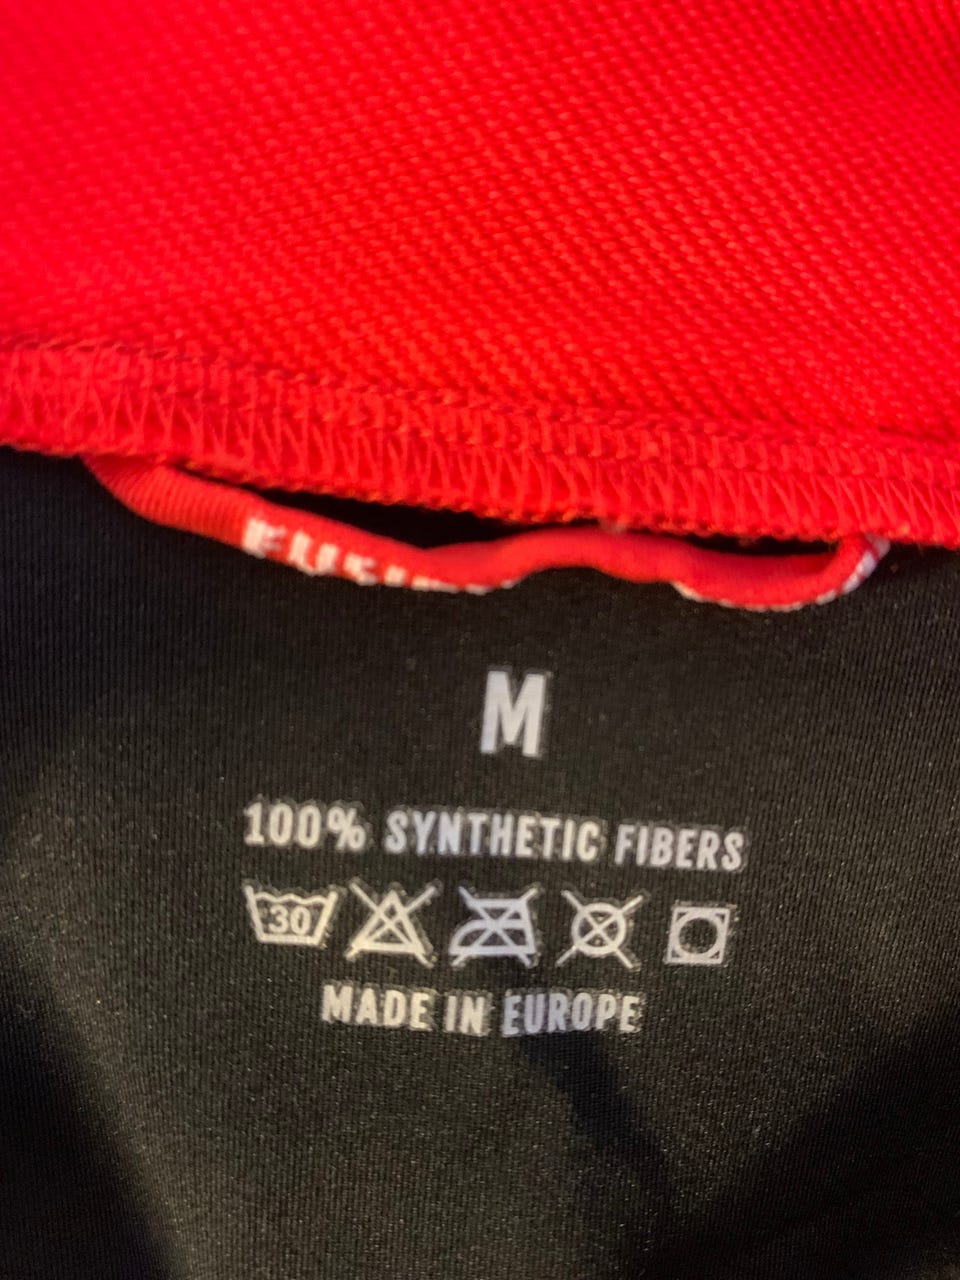 M
100% SYNTHETIC FIBERS
30
MADE IN EUROPE